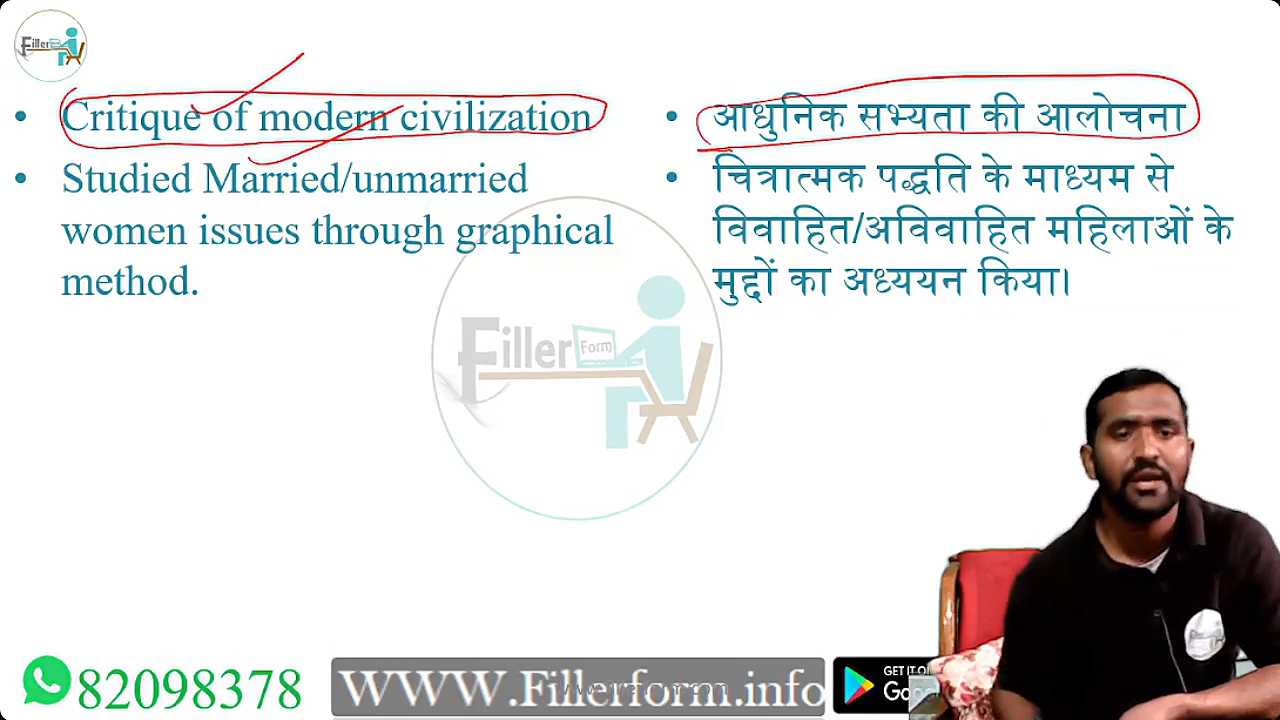 Filler
• Critique of modern civilization
• Studied Married/unmarried
women issues through graphical
method.
• आधुनिक सभ्यता की आलोचना
• चित्रात्मक पद्धति के माध्यम से
विवाहित/अविवाहित महिलाओं के
मुद्दों का अध्ययन किया।
Filler Form
82098378
WWW.Fillerform.info
GET IT O
Goo